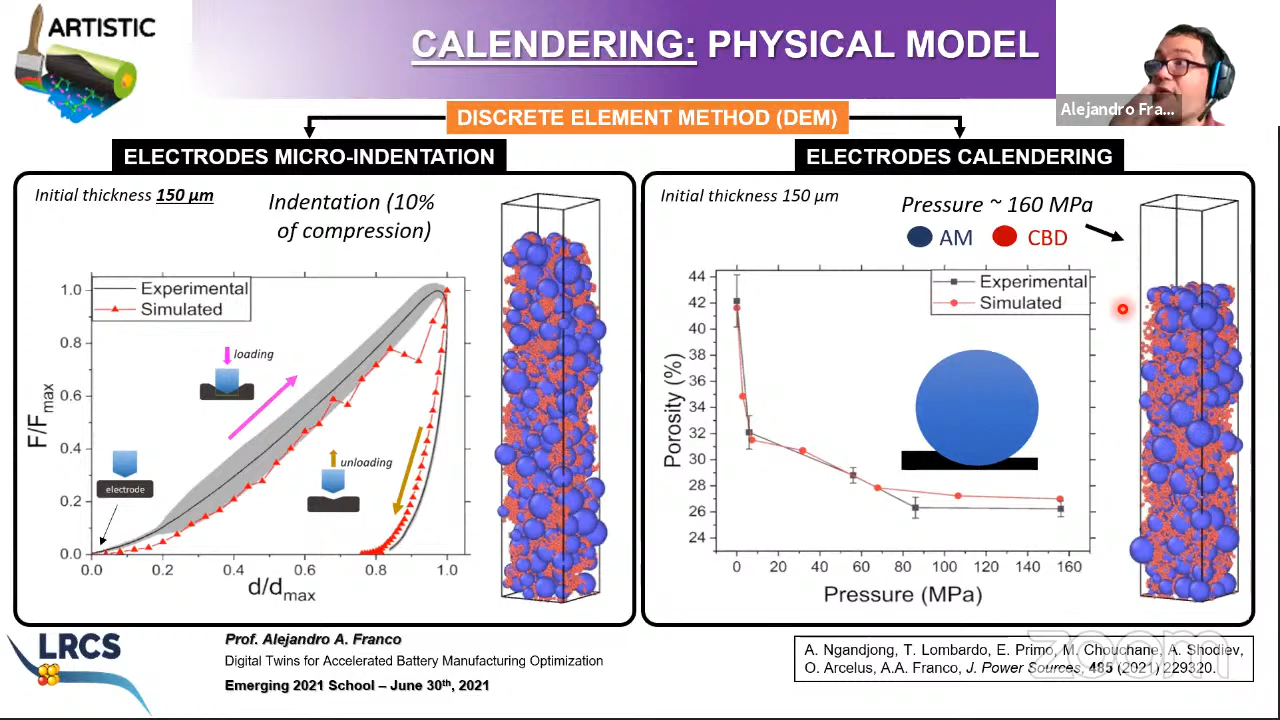 ARTISTIC
CALENDERING: PHYSICAL MODEL
Alejandro Fra...
DISCRETE ELEMENT METHOD (DEM)
ELECTRODES MICRO-INDENTATION
Initial thickness 150 µm
Indentation (10%
of compression)
Experimental
Simulated
loading
unloading
electrode
F/Fmax
1.0
0.8
0.6
0.4
0.2
0.0
0.0 0.2 0.4 0.6 0.8 1.0
d/dmax
ELECTRODES CALENDERING
Initial thickness 150 µm
Pressure ~ 160 MPa
AM CBD
Experimental
Simulated
Porosity (%)
44
42
40
38
36
34
32
30
28
26
24
0 20 40 60 80 100 120 140 160
Pressure (MPa)
LRCS
Prof. Alejandro A. Franco
Digital Twins for Accelerated Battery Manufacturing Optimization
Emerging 2021 School – June 30th, 2021
A. Ngandjong, T. Lombardo, E. Primo, M. Chouchane, A. Shodiev,
O. Arcelus, A.A. Franco, J. Power Sources, 485 (2021) 229320.
zoom